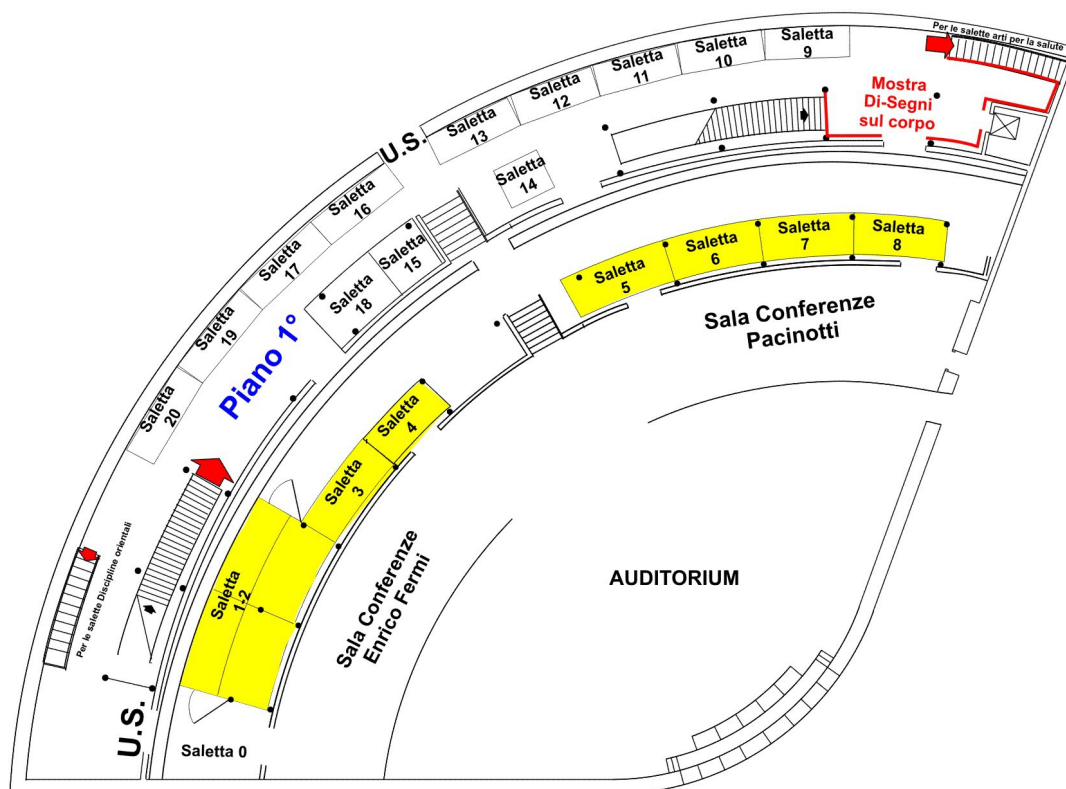 Per le salette arti per la salute
Saletta
9
Saletta
10
Saletta
11
Saletta
12
Saletta
13
Mostra
Di-Segni
sul corpo
U.S.
Saletta
14
Saletta
15
Saletta
16
Saletta
17
Saletta
18
Saletta
19
Saletta
20
Piano 1°
Saletta
5
Saletta
6
Saletta
7
Saletta
8
Sala Conferenze
Pacinotti
Saletta
4
Saletta
3
Saletta
1-2
Sala Conferenze
Enrico Fermi
AUDITORIUM
Per le salette Discipline orientali
U.S.
Saletta 0